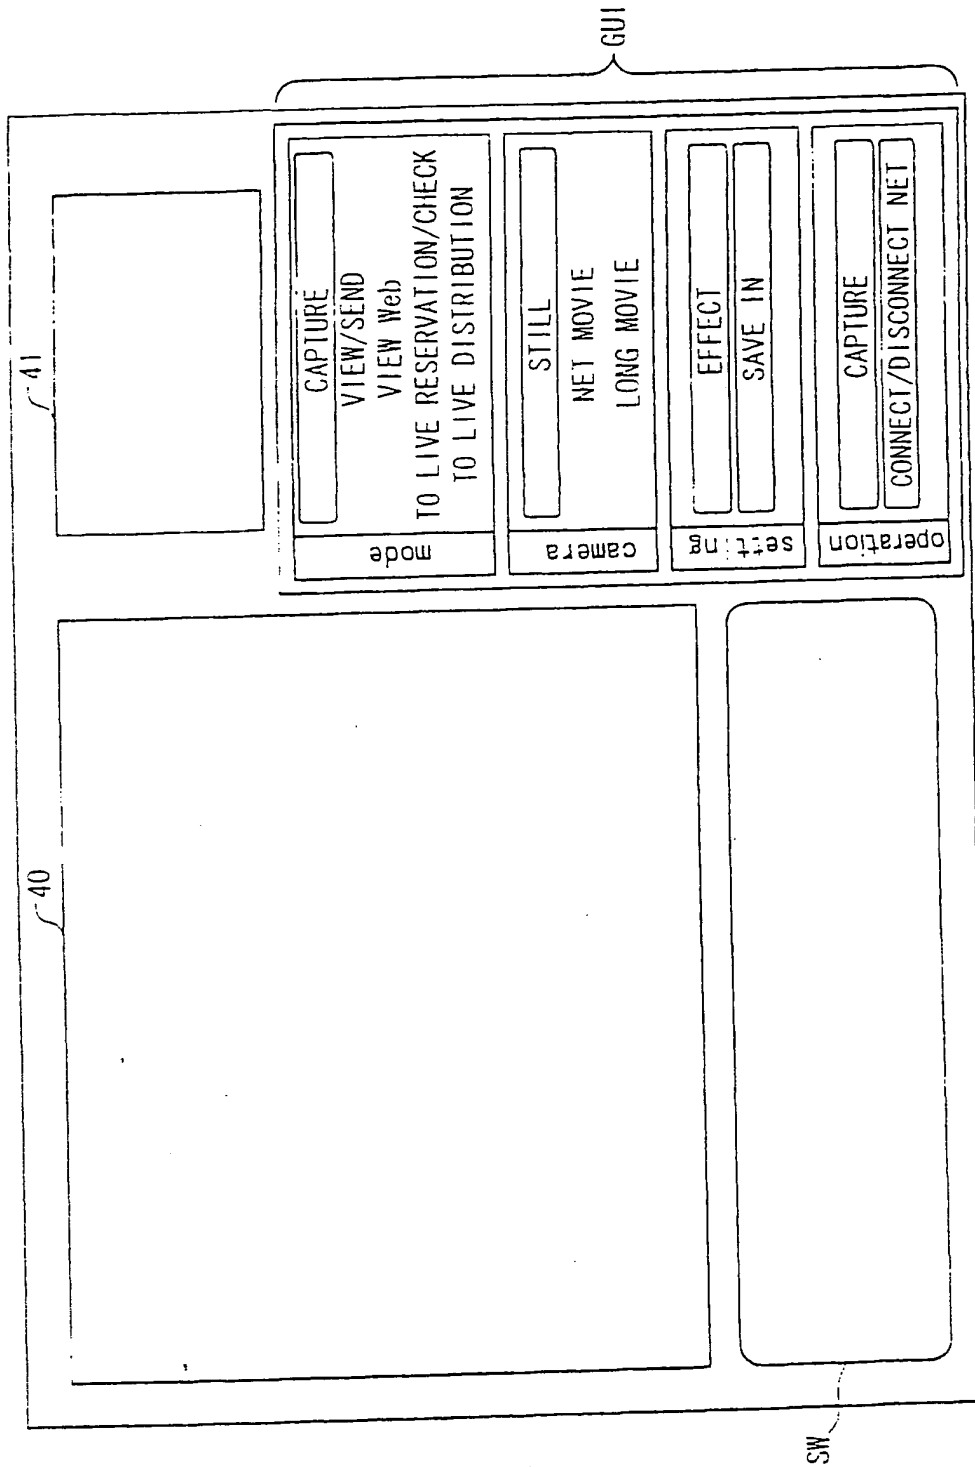 40
41
mode
CAPTURE
VIEW/SEND
VIEW Web
TO LIVE RESERVATION/CHECK
TO LIVE DISTRIBUTION
camera
STILL
NET MOVIE
LONG MOVIE
setting
EFFECT
SAVE IN
operation
CAPTURE
CONNECT/DISCONNECT NET
GUI
SW